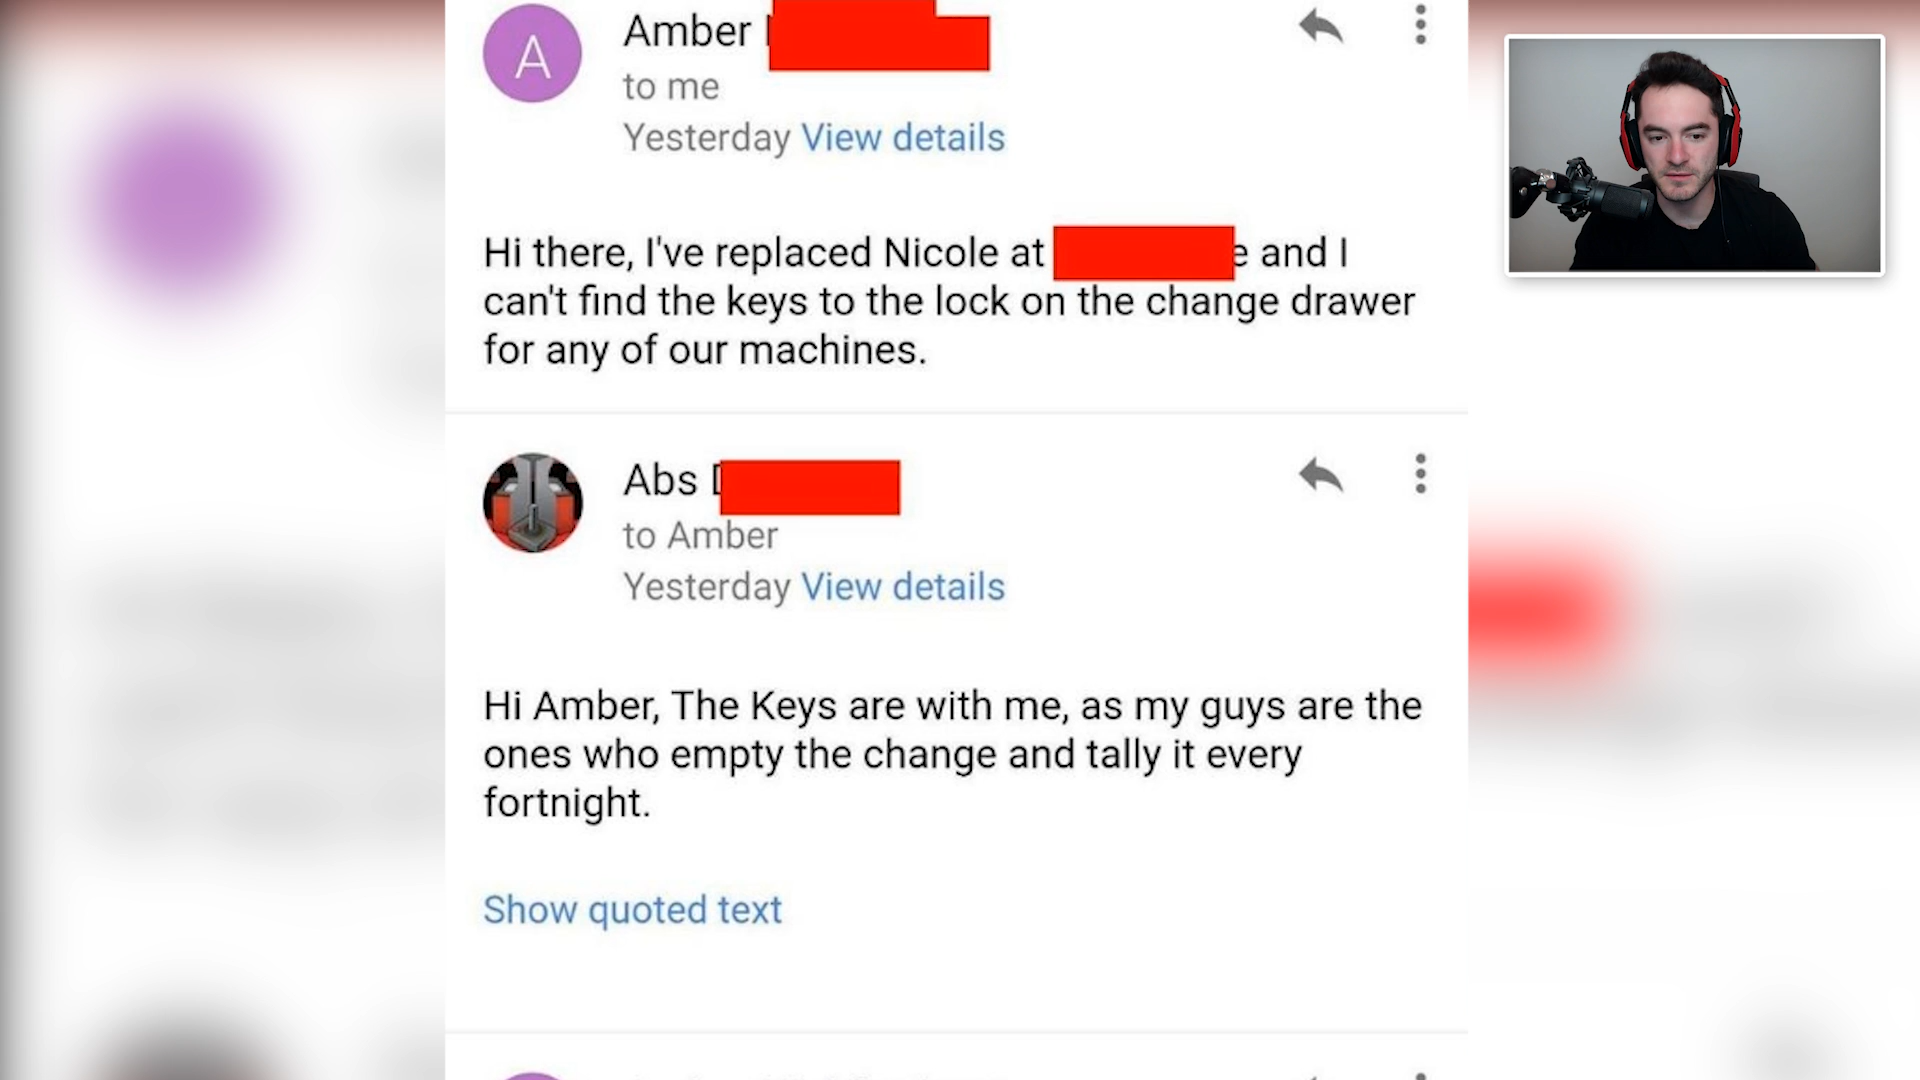 A
Amber
to me
Yesterday View details
Hi there, I've replaced Nicole at e and I
can't find the keys to the lock on the change drawer
for any of our machines.
Abs
to Amber
Yesterday View details
Hi Amber, The Keys are with me, as my guys are the
ones who empty the change and tally it every
fortnight.
Show quoted text